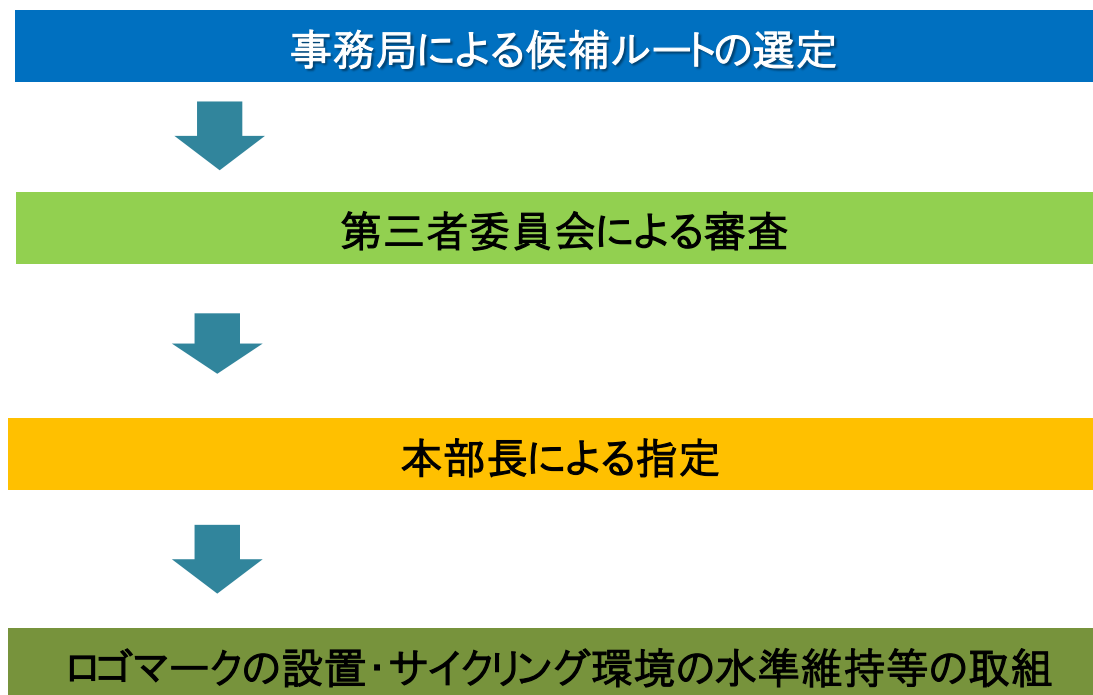 事務局による候補ルートの選定
第三者委員会による審査
本部長による指定
ロゴマークの設置・サイクリング環境の水準維持等の取組